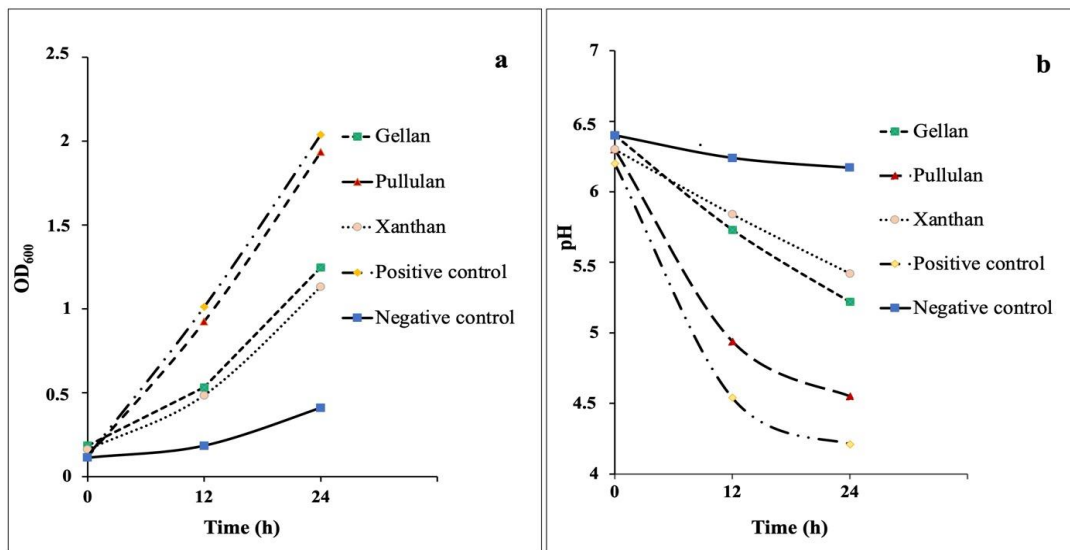 a
2.5
2
1.5
1
0.5
0
OD600
0 12 24
Time (h)
Gellan
Pullulan
Xanthan
Positive control
Negative control
b
7
6.5
6
5.5
5
4.5
4
pH
0 12 24
Time (h)
Gellan
Pullulan
Xanthan
Positive control
Negative control